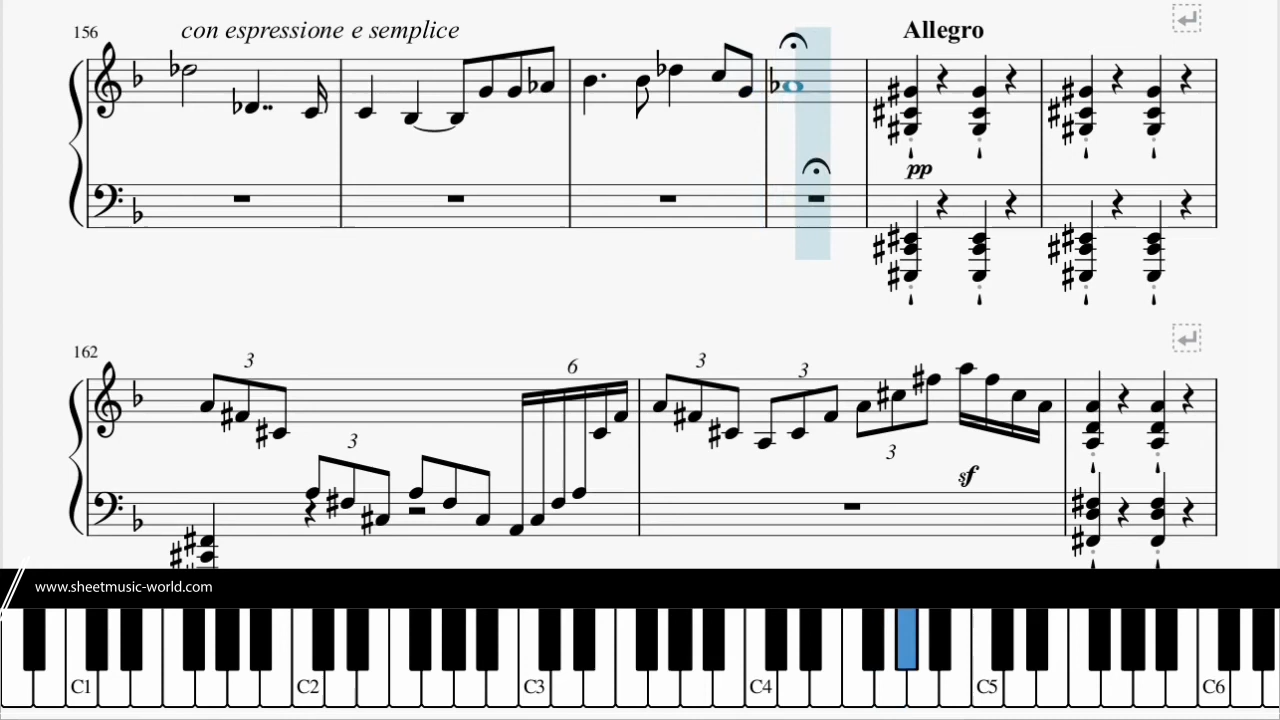 156
con espressione e semplice
Allegro
pp
162
3
6
3
3
3
3
sf
www.sheetmusic-world.com
C1 C2 C3 C4 C5 C6